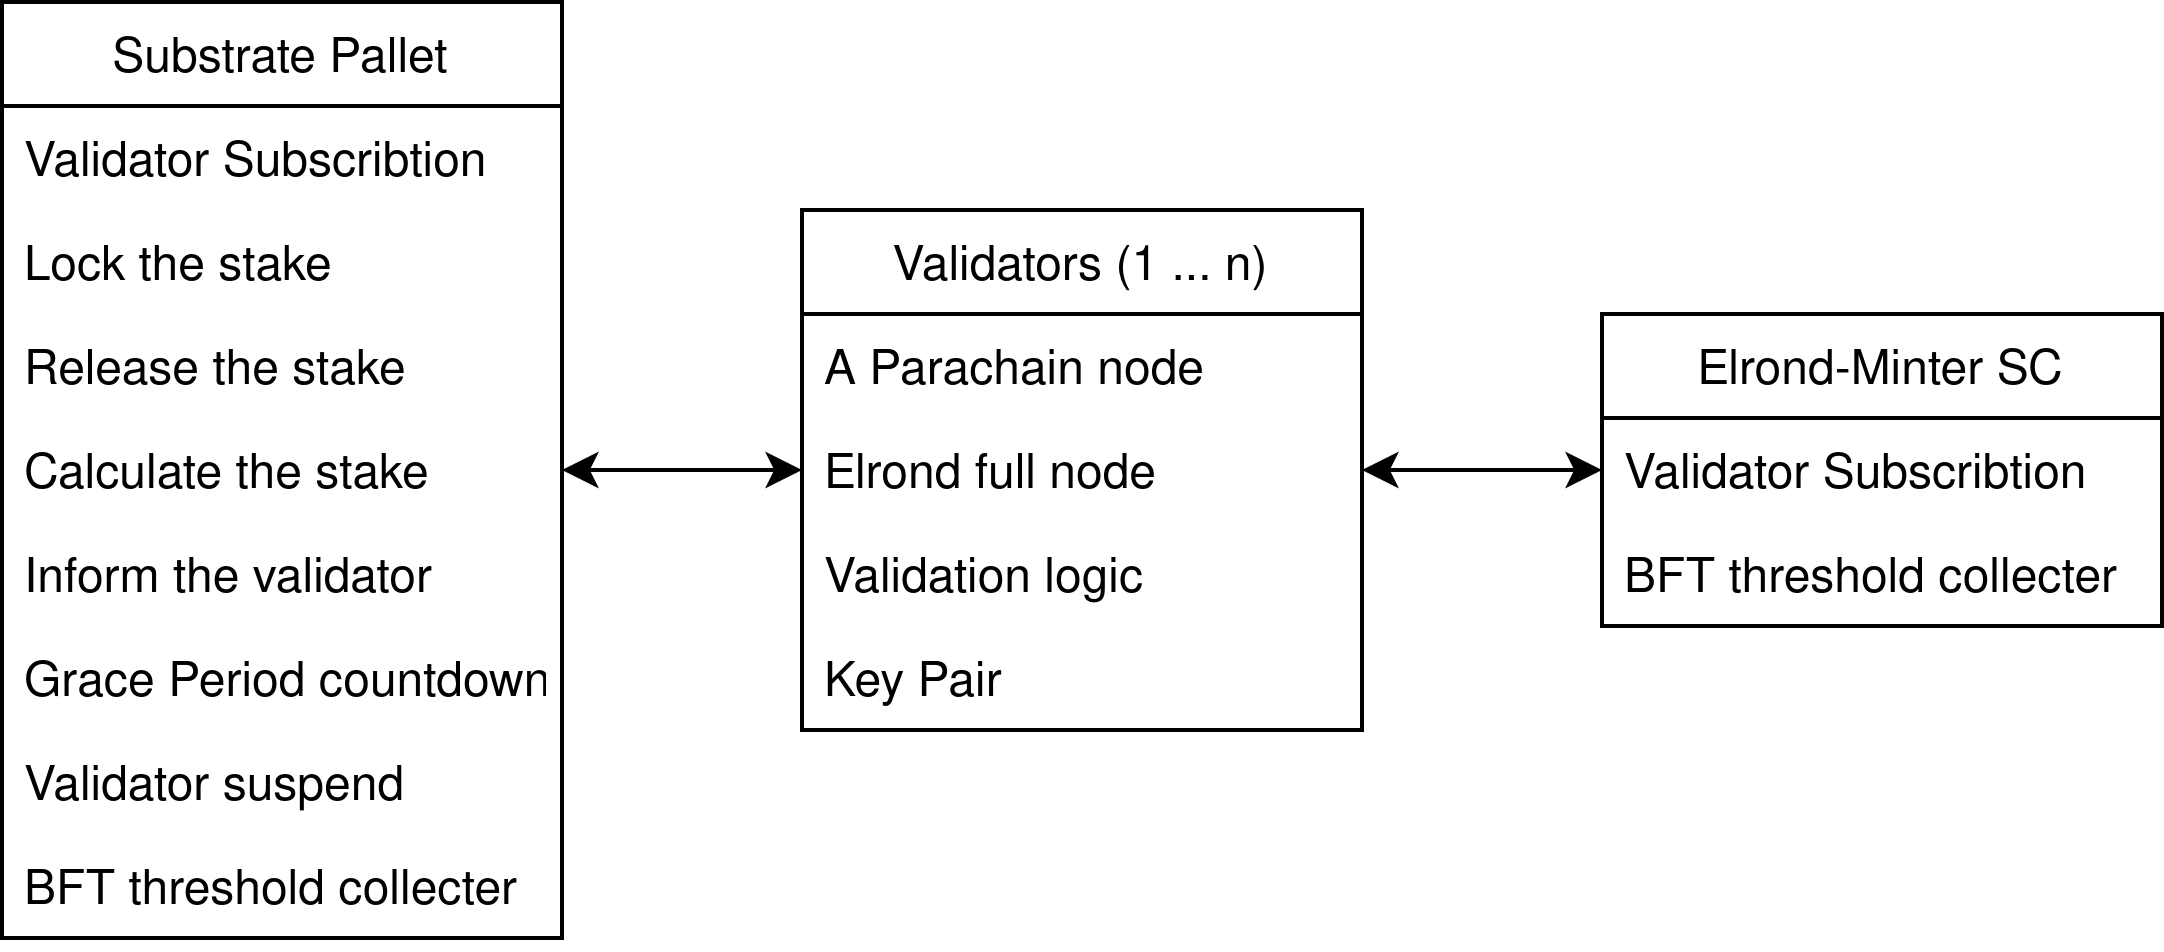 Substrate Pallet
Validator Subscribtion
Lock the stake
Release the stake
Calculate the stake
Inform the validator
Grace Period countdown
Validator suspend
BFT threshold collecter
Validators (1 ... n)
A Parachain node
Elrond full node
Validation logic
Key Pair
Elrond-Minter SC
Validator Subscribtion
BFT threshold collecter